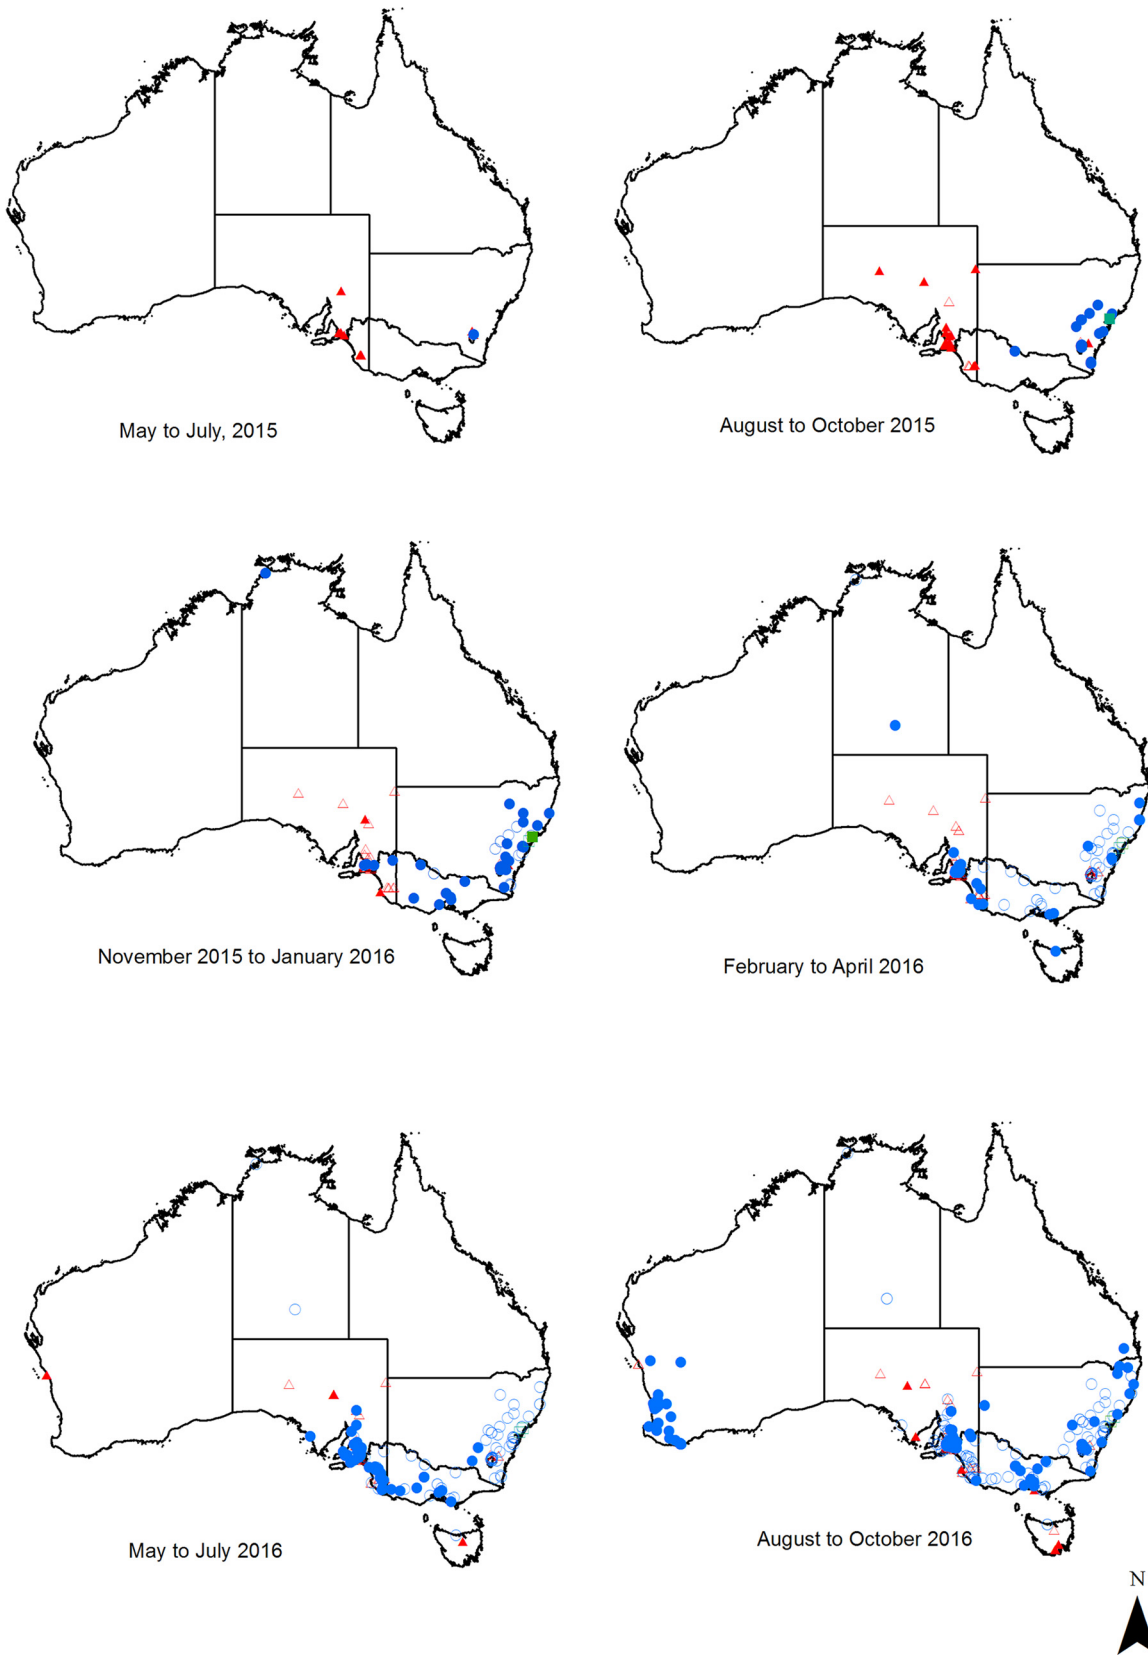 May to July, 2015
August to October 2015
November 2015 to January 2016
February to April 2016
May to July 2016
August to October 2016
N